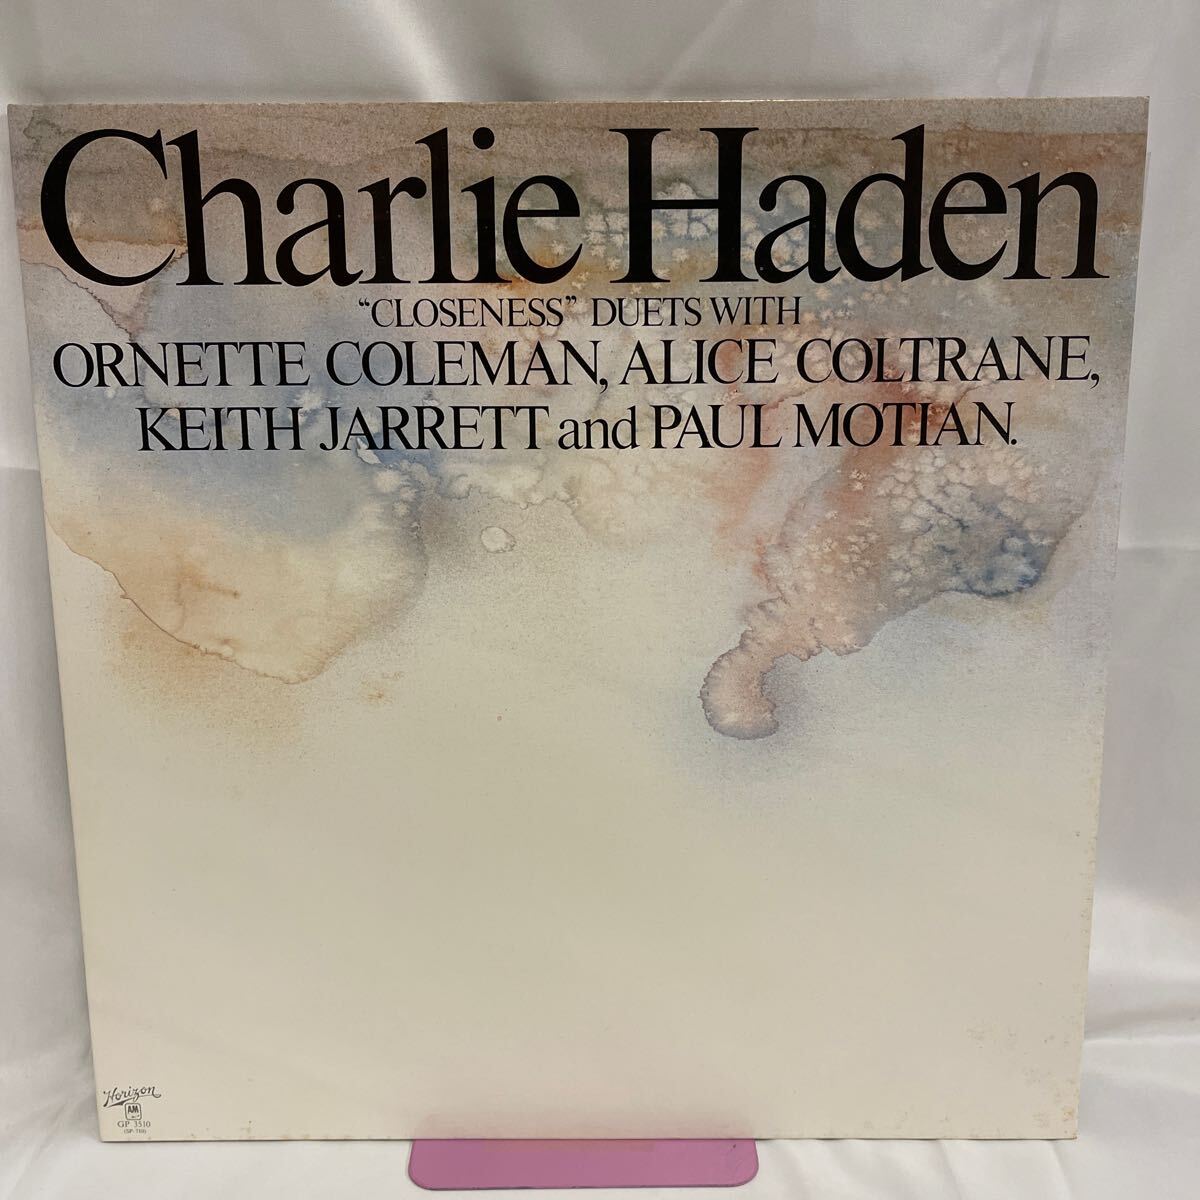 Charlie Haden
“CLOSENESS” DUETS WITH
ORNETTE COLEMAN, ALICE COLTRANE,
KEITH JARRETT and PAUL MOTIAN.
Horizon
AM
GP 3510
(SP-710)